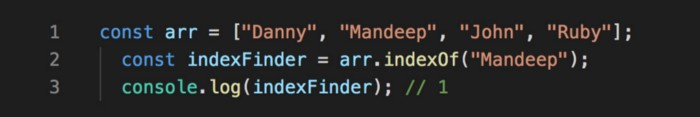 1 const arr = ["Danny", "Mandeep", "John", "Ruby"];
2 const indexFinder = arr.indexOf("Mandeep");
3 console.log(indexFinder); // 1